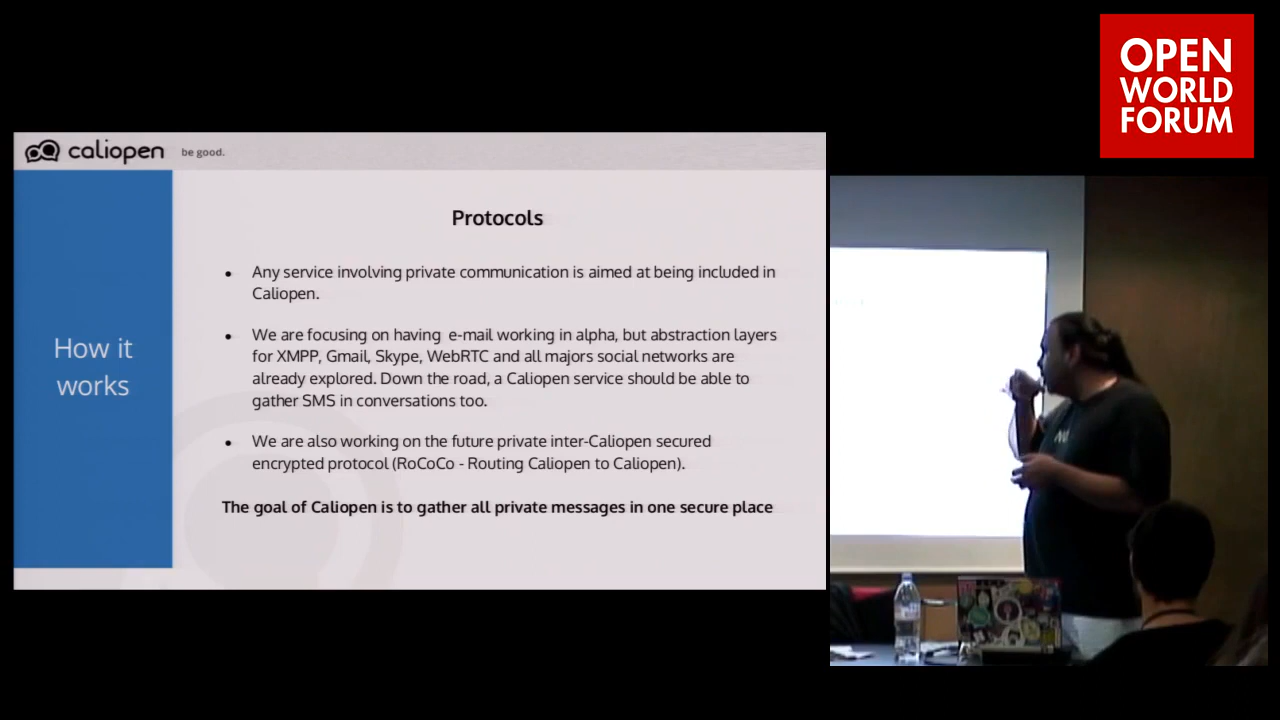 OPEN
WORLD
FORUM
caliopen be good.
How it
works
Protocols
● Any service involving private communication is aimed at being included in
Caliopen.
● We are focusing on having e-mail working in alpha, but abstraction layers
for XMPP, Gmail, Skype, WebRTC and all majors social networks are
already explored. Down the road, a Caliopen service should be able to
gather SMS in conversations too.
● We are also working on the future private inter-Caliopen secured
encrypted protocol (RoCoCo - Routing Caliopen to Caliopen).
The goal of Caliopen is to gather all private messages in one secure place